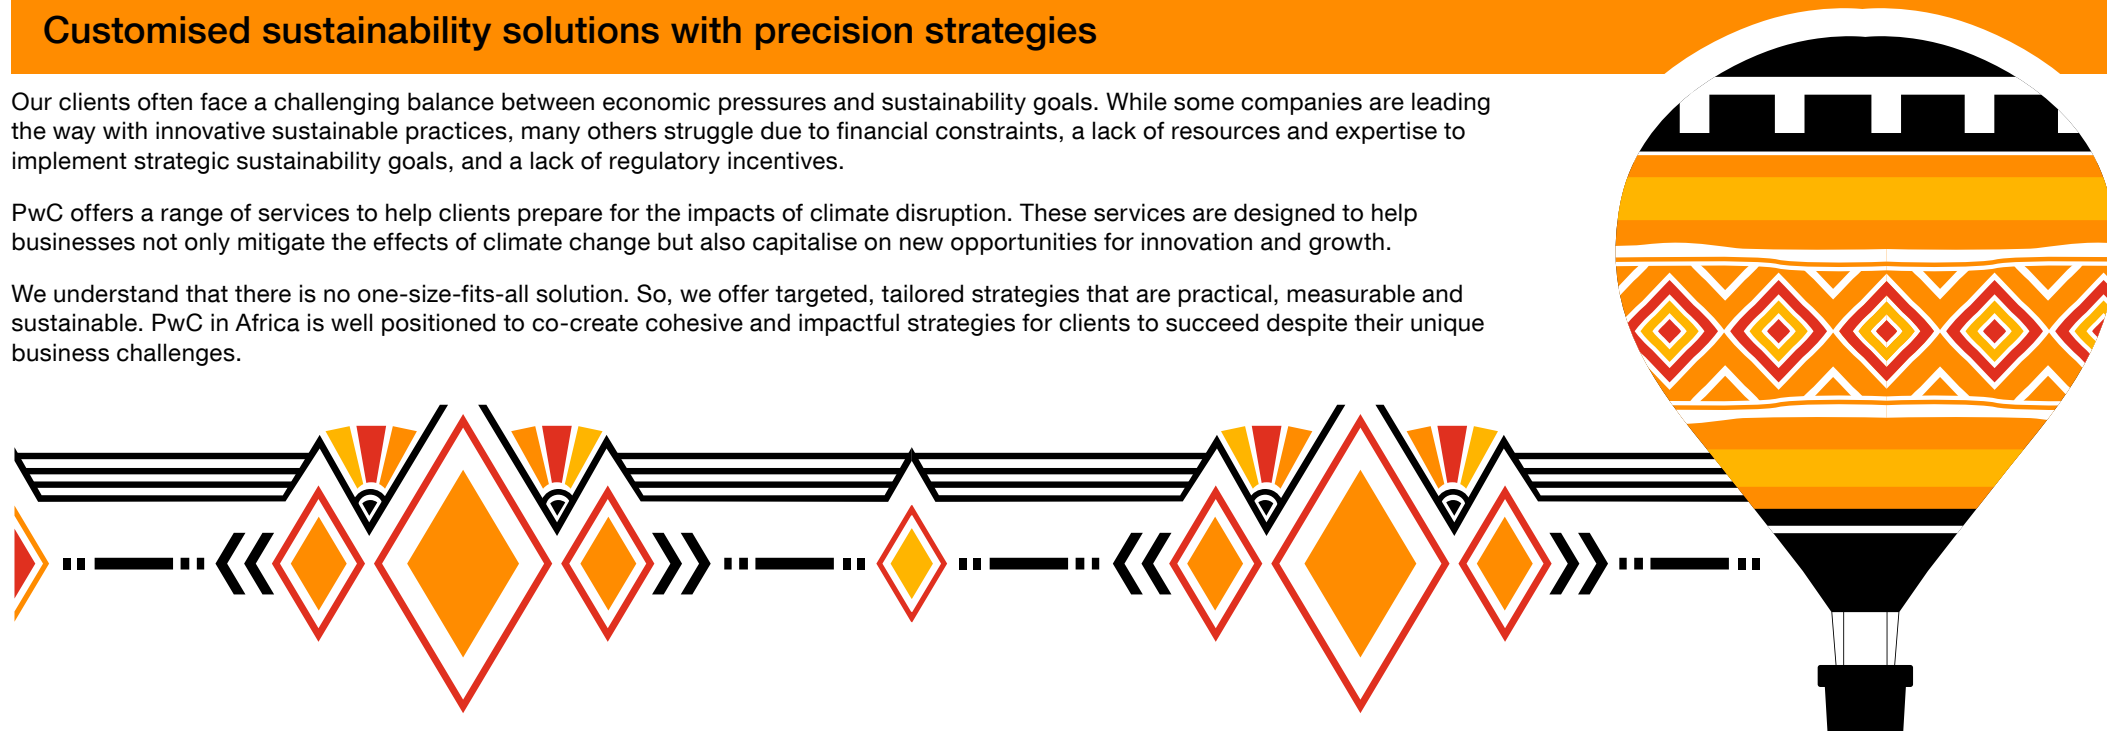 Customised sustainability solutions with precision strategies
Our clients often face a challenging balance between economic pressures and sustainability goals. While some companies are leading
the way with innovative sustainable practices, many others struggle due to financial constraints, a lack of resources and expertise to
implement strategic sustainability goals, and a lack of regulatory incentives.
PwC offers a range of services to help clients prepare for the impacts of climate disruption. These services are designed to help
businesses not only mitigate the effects of climate change but also capitalise on new opportunities for innovation and growth.
We understand that there is no one-size-fits-all solution. So, we offer targeted, tailored strategies that are practical, measurable and
sustainable. PwC in Africa is well positioned to co-create cohesive and impactful strategies for clients to succeed despite their unique
business challenges.